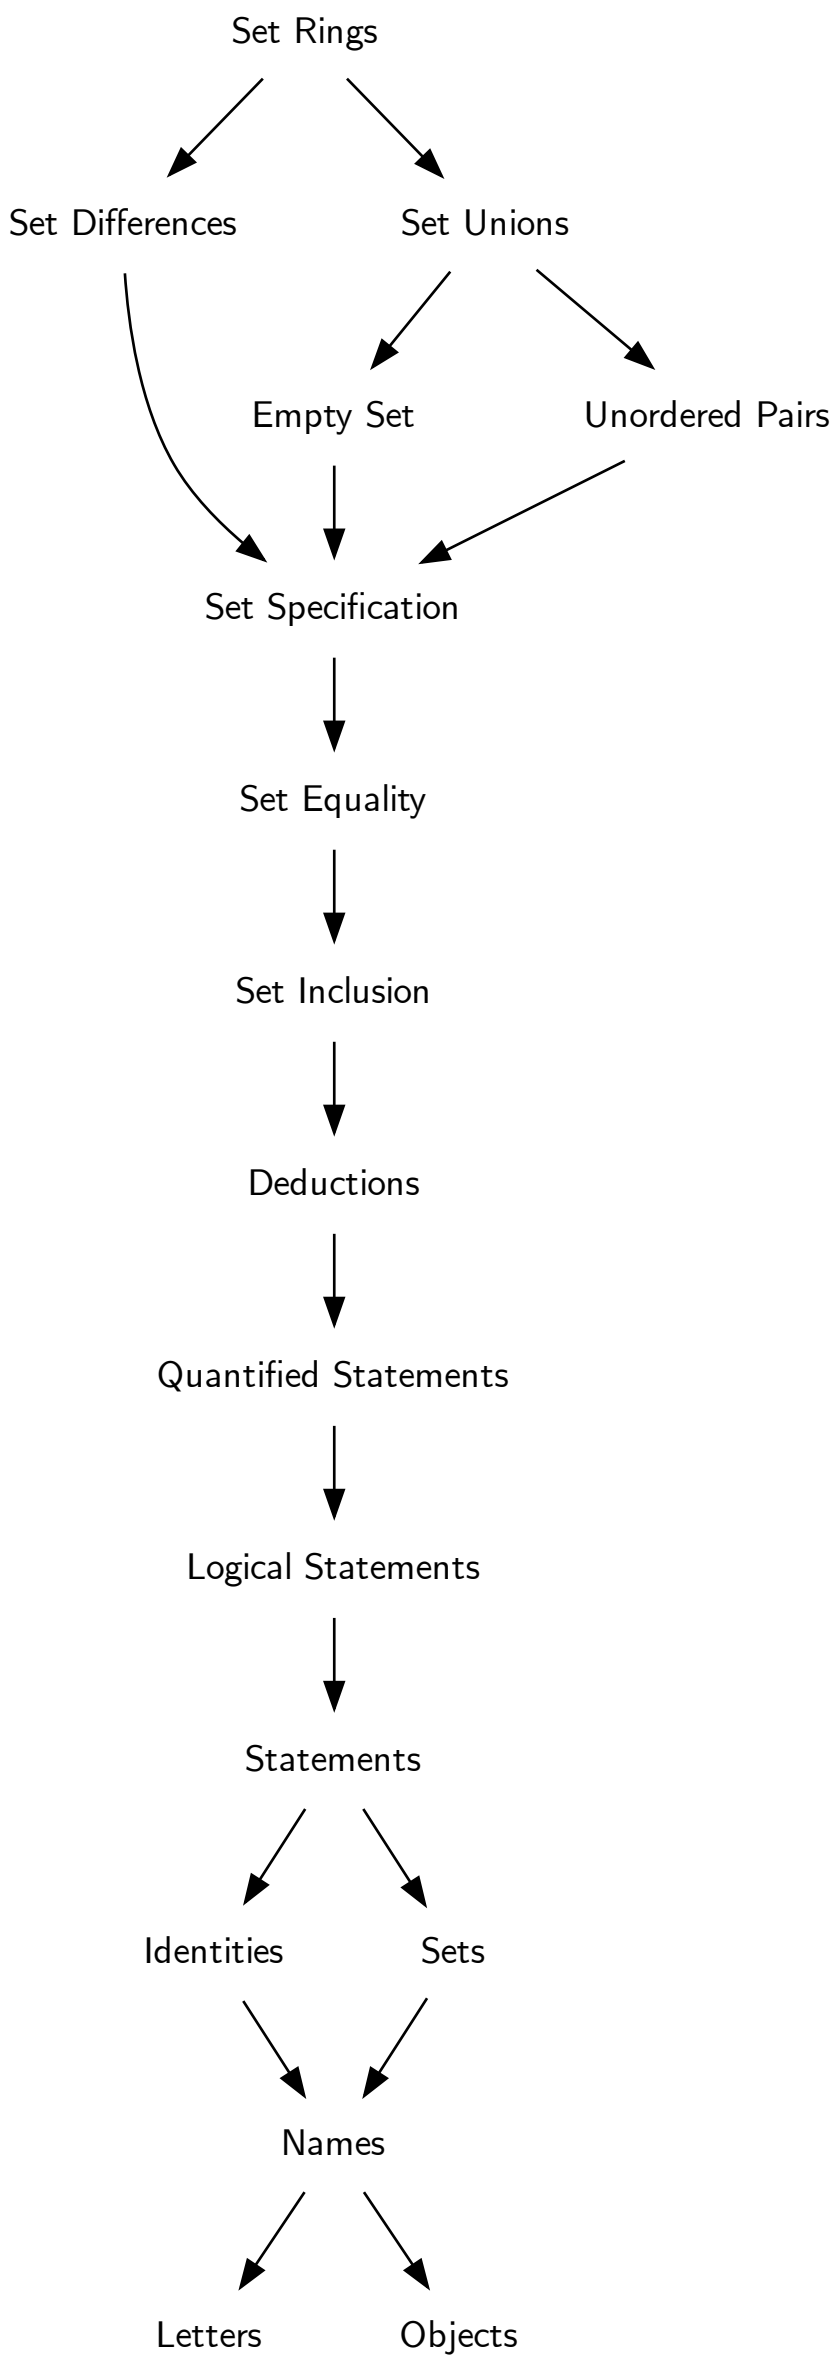 Set Rings
Set Differences
Set Unions
Empty Set
Unordered Pairs
Set Specification
Set Equality
Set Inclusion
Deductions
Quantified Statements
Logical Statements
Statements
Identities
Sets
Names
Letters
Objects